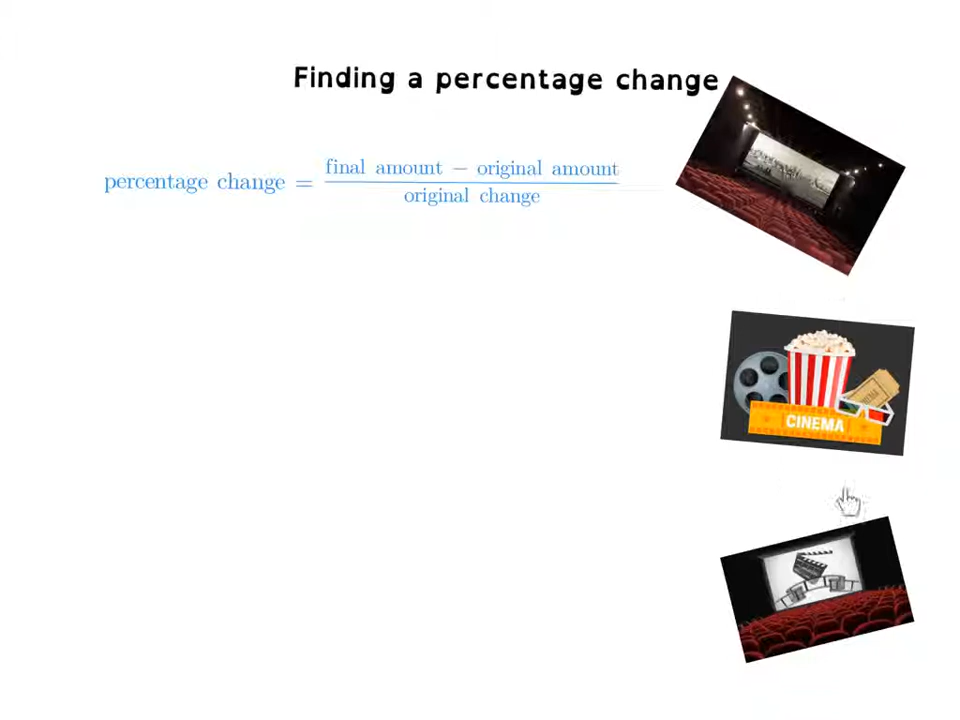 Finding a percentage change
percentage change = final amount − original amount
original change
CINEMA